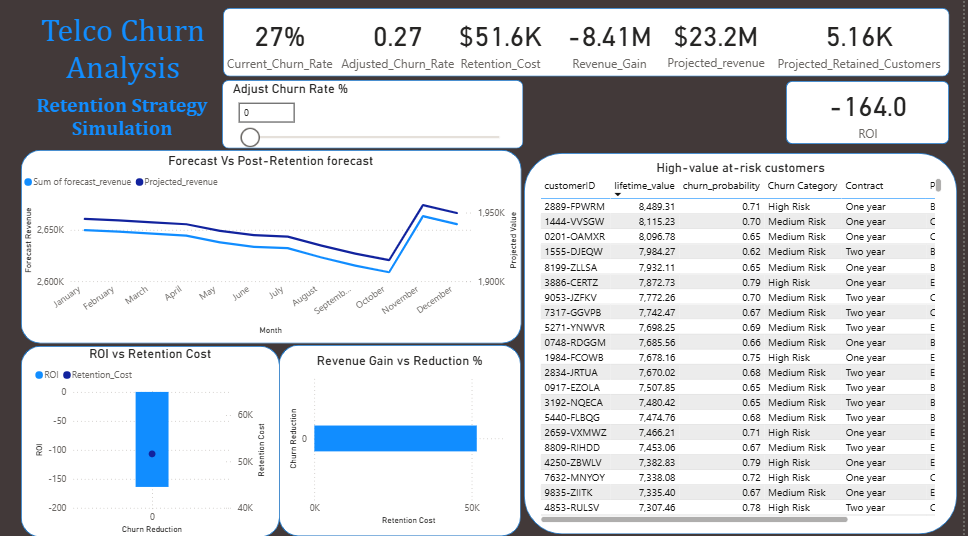 Telco Churn
Analysis
Retention Strategy
Simulation
27%
Current_Churn_Rate
0.27
Adjusted_Churn_Rate
$51.6K
Retention_Cost
-8.41M
Revenue_Gain
$23.2M
Projected_revenue
5.16K
Projected_Retained_Customers
Adjust Churn Rate %
0
-164.0
ROI
Forecast Vs Post-Retention forecast
Sum of forecast_revenue Projected_revenue
Forecast Revenue
2,650K
2,600K
1,950K
1,900K
Projected Value
January February March April May June July August Septemb... October November December
Month
ROI vs Retention Cost
ROI Retention_Cost
ROI
0
-50
-100
-150
-200
60K
50K
40K
Retention Cost
0
Churn Reduction
Revenue Gain vs Reduction %
Churn Reduction
0
0K 50K
Retention Cost
High-value at-risk customers
customerID lifetime_value churn_probability Churn Category Contract P
2889-FPWRM 8,489.31 0.71 High Risk One year B
1444-VVSGW 8,115.23 0.70 Medium Risk One year C
0201-OAMXR 8,096.78 0.65 Medium Risk One year C
1555-DJEQW 7,984.27 0.62 Medium Risk Two year B
8199-ZLLSA 7,932.11 0.65 Medium Risk One year B
3886-CERTZ 7,872.73 0.79 High Risk One year E
9053-JZFKV 7,772.26 0.70 Medium Risk Two year C
7317-GGVPB 7,742.47 0.67 Medium Risk Two year C
5271-YNWVR 7,698.25 0.69 Medium Risk Two year E
0748-RDGGM 7,685.56 0.66 Medium Risk Two year B
1984-FCOWB 7,678.16 0.75 High Risk One year E
2834-JRTUA 7,670.02 0.68 Medium Risk Two year E
0917-EZOLA 7,507.85 0.65 Medium Risk Two year B
3192-NQECA 7,480.42 0.65 Medium Risk Two year B
5440-FLBQG 7,474.76 0.68 Medium Risk One year B
2659-VXMWZ 7,466.21 0.71 High Risk One year E
8809-RIHDD 7,453.06 0.67 Medium Risk Two year E
4250-ZBWLV 7,382.83 0.79 High Risk One year E
7632-MNYOY 7,338.08 0.72 High Risk One year C
9835-ZIITK 7,335.40 0.67 Medium Risk One year E
4853-RULSV 7,307.46 0.78 High Risk Two year C